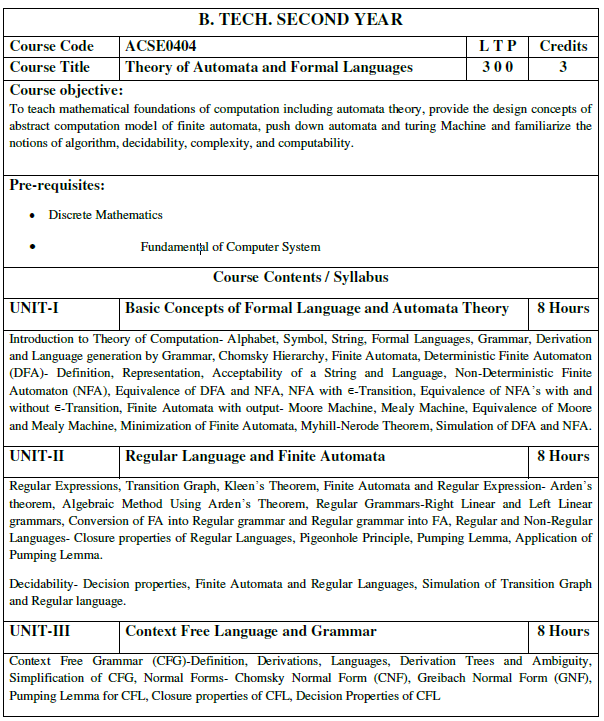 B. TECH. SECOND YEAR
Course Code ACSE0404 L T P Credits
Course Title Theory of Automata and Formal Languages 3 0 0 3
Course objective:
To teach mathematical foundations of computation including automata theory, provide the design concepts of
abstract computation model of finite automata, push down automata and turing Machine and familiarize the
notions of algorithm, decidability, complexity, and computability.
Pre-requisites:
• Discrete Mathematics
• Fundamental of Computer System
Course Contents / Syllabus
UNIT-I Basic Concepts of Formal Language and Automata Theory 8 Hours
Introduction to Theory of Computation- Alphabet, Symbol, String, Formal Languages, Grammar, Derivation
and Language generation by Grammar, Chomsky Hierarchy, Finite Automata, Deterministic Finite Automaton
(DFA)- Definition, Representation, Acceptability of a String and Language, Non-Deterministic Finite
Automaton (NFA), Equivalence of DFA and NFA, NFA with ∊-Transition, Equivalence of NFA's with and
without ∊-Transition, Finite Automata with output- Moore Machine, Mealy Machine, Equivalence of Moore
and Mealy Machine, Minimization of Finite Automata, Myhill-Nerode Theorem, Simulation of DFA and NFA.
UNIT-II Regular Language and Finite Automata 8 Hours
Regular Expressions, Transition Graph, Kleen's Theorem, Finite Automata and Regular Expression- Arden's
theorem, Algebraic Method Using Arden's Theorem, Regular Grammars-Right Linear and Left Linear
grammars, Conversion of FA into Regular grammar and Regular grammar into FA, Regular and Non-Regular
Languages- Closure properties of Regular Languages, Pigeonhole Principle, Pumping Lemma, Application of
Pumping Lemma.
Decidability- Decision properties, Finite Automata and Regular Languages, Simulation of Transition Graph
and Regular language.
UNIT-III Context Free Language and Grammar 8 Hours
Context Free Grammar (CFG)-Definition, Derivations, Languages, Derivation Trees and Ambiguity,
Simplification of CFG, Normal Forms- Chomsky Normal Form (CNF), Greibach Normal Form (GNF),
Pumping Lemma for CFL, Closure properties of CFL, Decision Properties of CFL